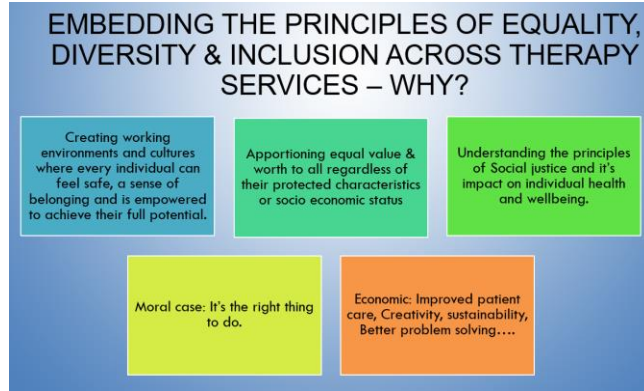 EMBEDDING THE PRINCIPLES OF EQUALITY,
DIVERSITY & INCLUSION ACROSS THERAPY
SERVICES – WHY?
Creating working
environments and cultures
where every individual can
feel safe, a sense of
belonging and is empowered
to achieve their full potential.
Apportioning equal value &
worth to all regardless of
their protected characteristics
or socio economic status
Understanding the principles
of Social justice and it's
impact on individual health
and wellbeing.
Moral case: It's the right thing
to do.
Economic: Improved patient
care, Creativity, sustainability,
Better problem solving….